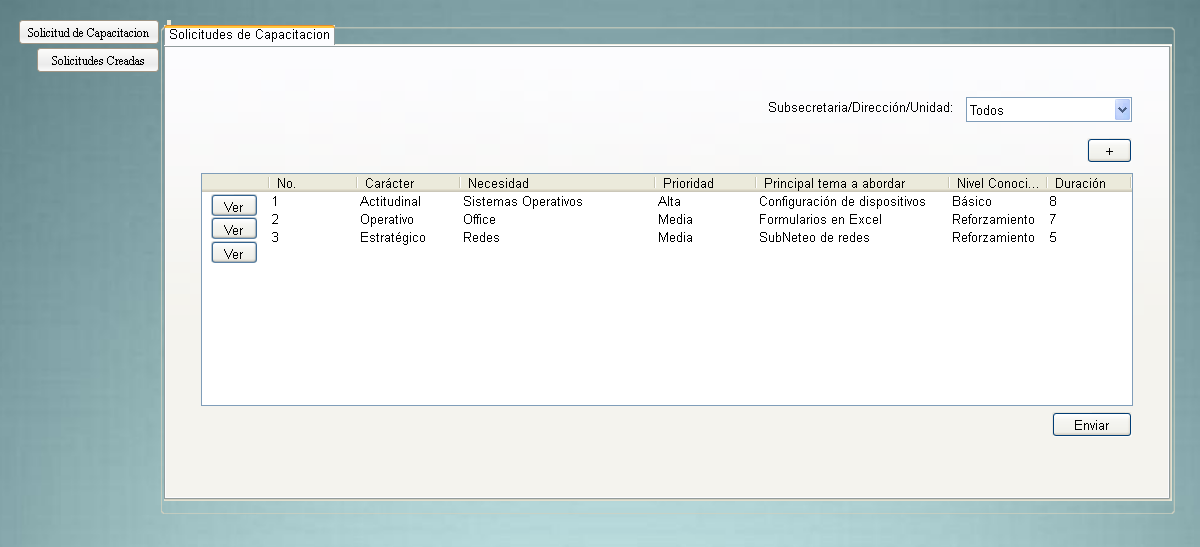 Solicitud de Capacitacion
Solicitudes Creadas
Solicitudes de Capacitacion
Subsecretaria/Dirección/Unidad: Todos
+
No. Carácter Necesidad Prioridad Principal tema a abordar Nivel Conoci... Duración
Ver 1 Actitudinal Sistemas Operativos Alta Configuración de dispositivos Básico 8
Ver 2 Operativo Office Media Formularios en Excel Reforzamiento 7
Ver 3 Estratégico Redes Media SubNeteo de redes Reforzamiento 5
Enviar